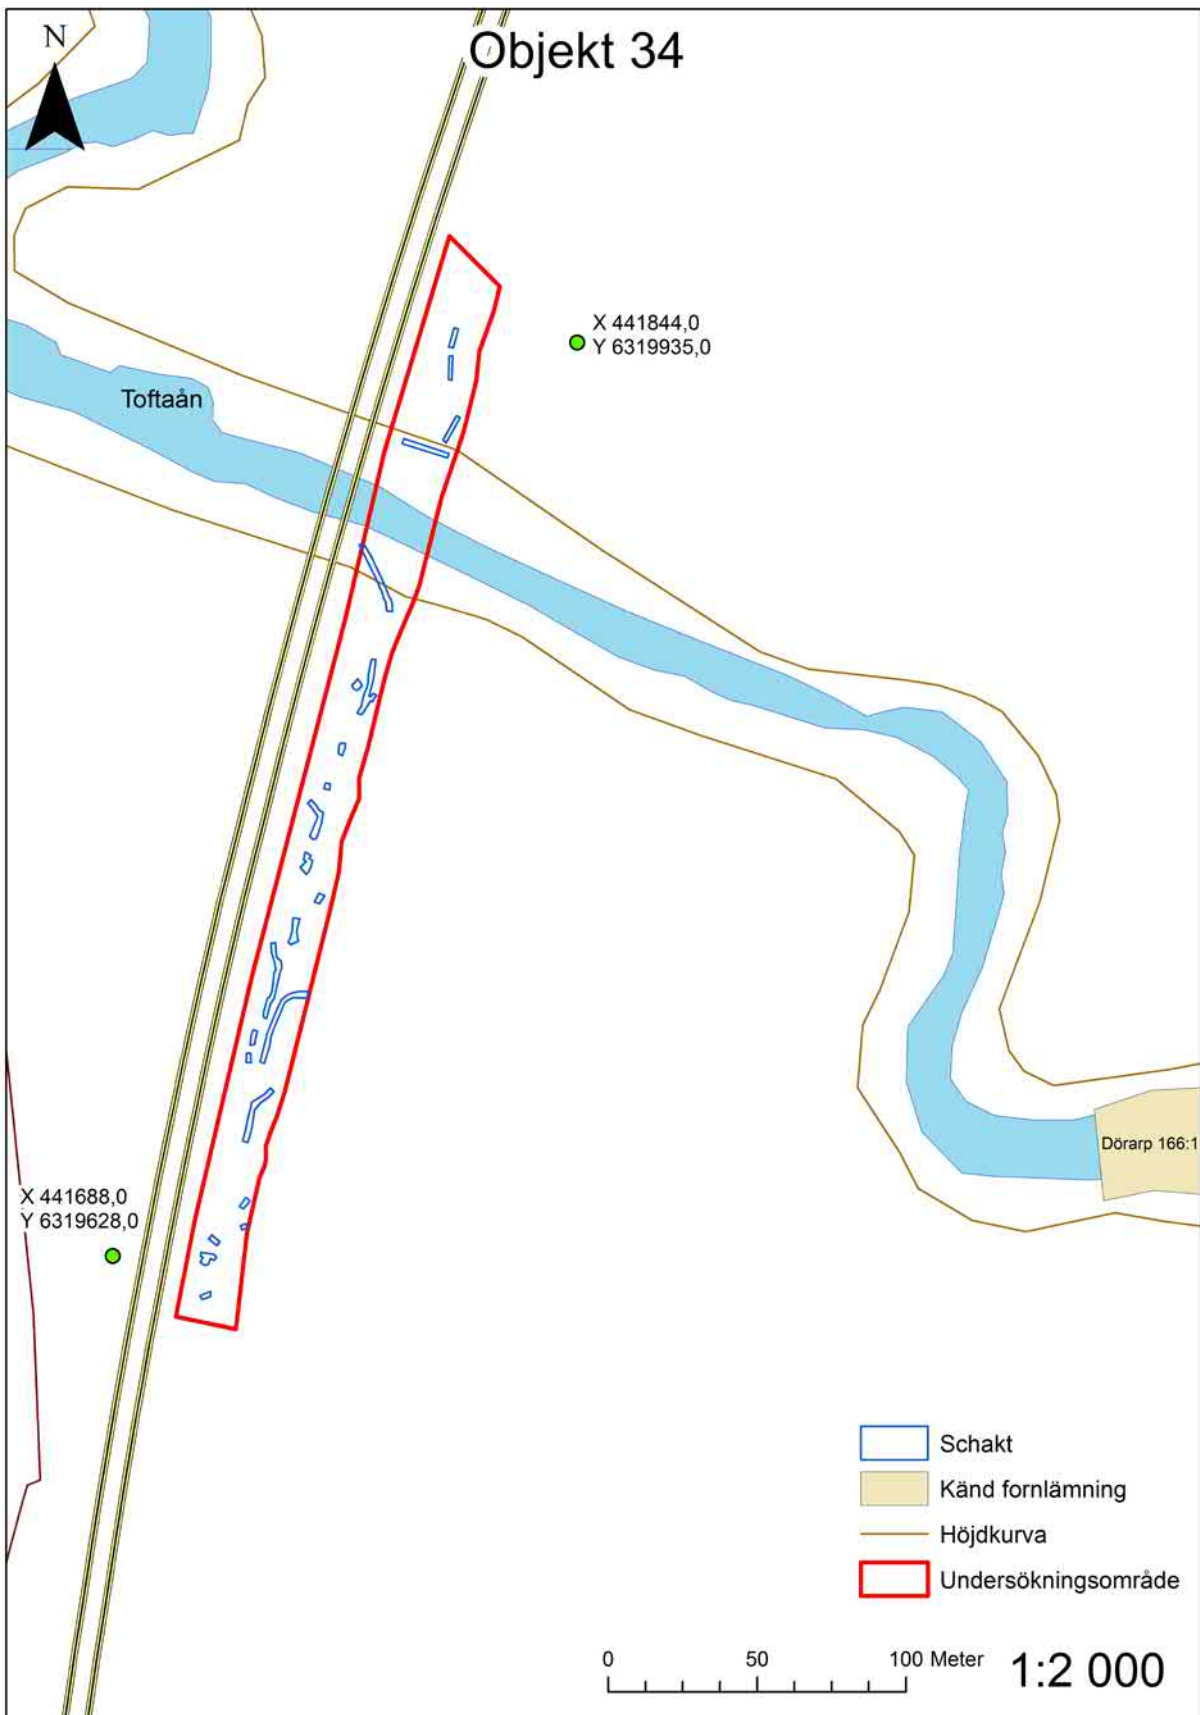 N
Objekt 34
X 441844,0
Y 6319935,0
Toftaån
Dörarp 166:1
X 441688,0
Y 6319628,0
Schakt
Känd fornlämning
Höjdkurva
Undersökningsområde
0 50 100 Meter
1:2 000